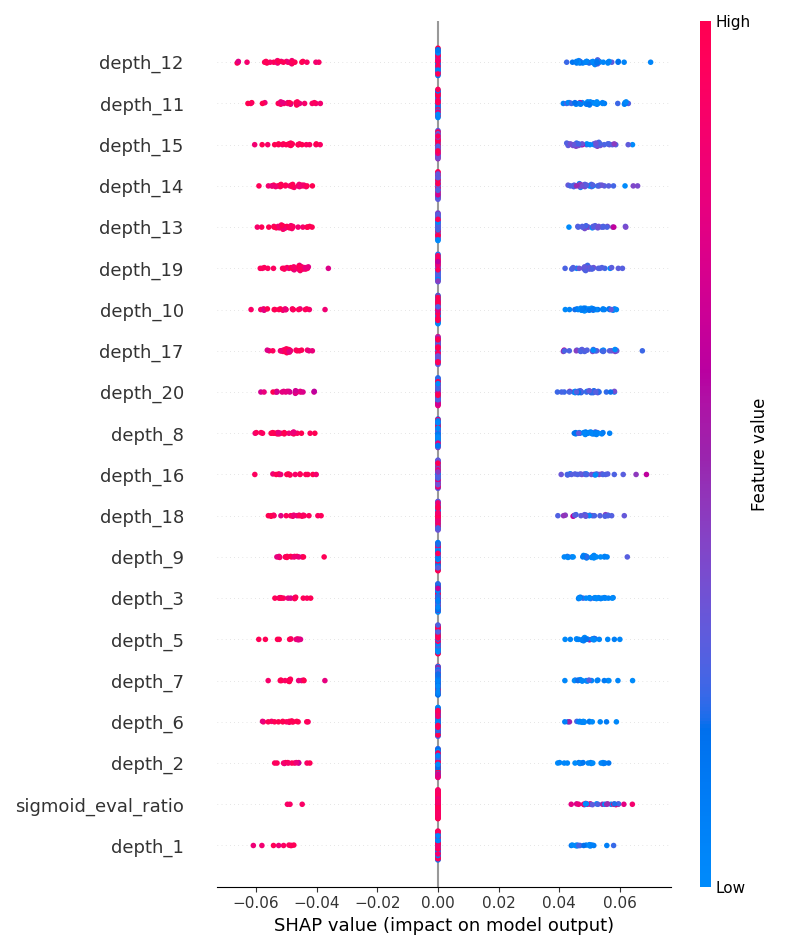 High
depth_12
depth_11
depth_15
depth_14
depth_13
depth_19
depth_10
depth_17
depth_20
depth_8
depth_16
depth_18
depth_9
depth_3
depth_5
depth_7
depth_6
depth_2
sigmoid_eval_ratio
depth_1
Feature value
Low
−0.06 −0.04 −0.02 0.00 0.02 0.04 0.06
SHAP value (impact on model output)